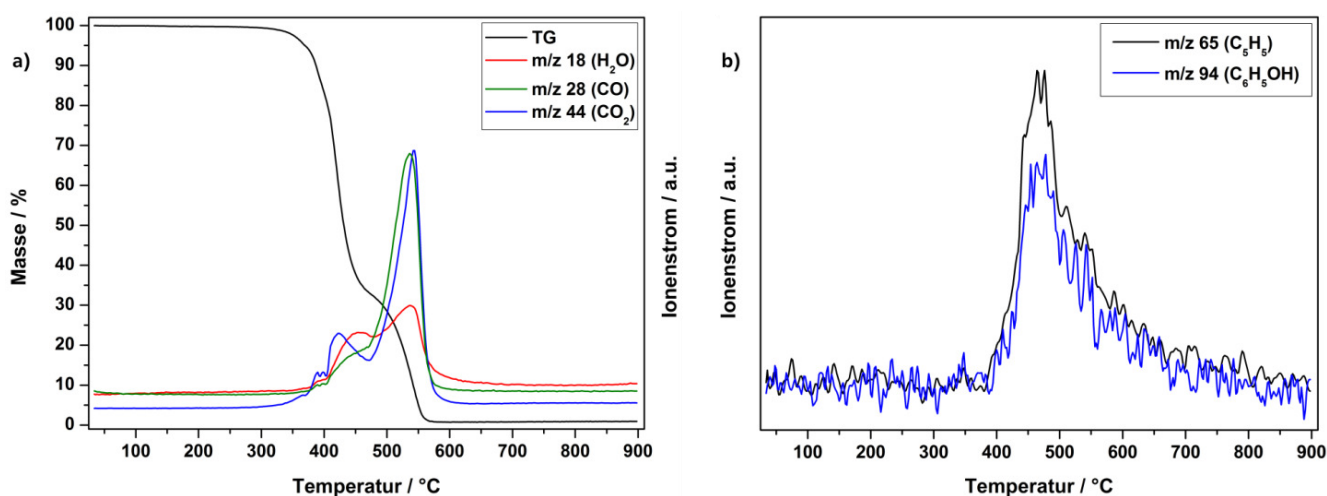 a)
Masse / %
100
90
80
70
60
50
40
30
20
10
0
TG
m/z 18 (H₂O)
m/z 28 (CO)
m/z 44 (CO₂)
Ionenstrom / a.u.
100 200 300 400 500 600 700 800 900
Temperatur / °C
b)
Ionenstrom / a.u.
m/z 65 (C₅H₅)
m/z 94 (C₆H₅OH)
100 200 300 400 500 600 700 800 900
Temperatur / °C